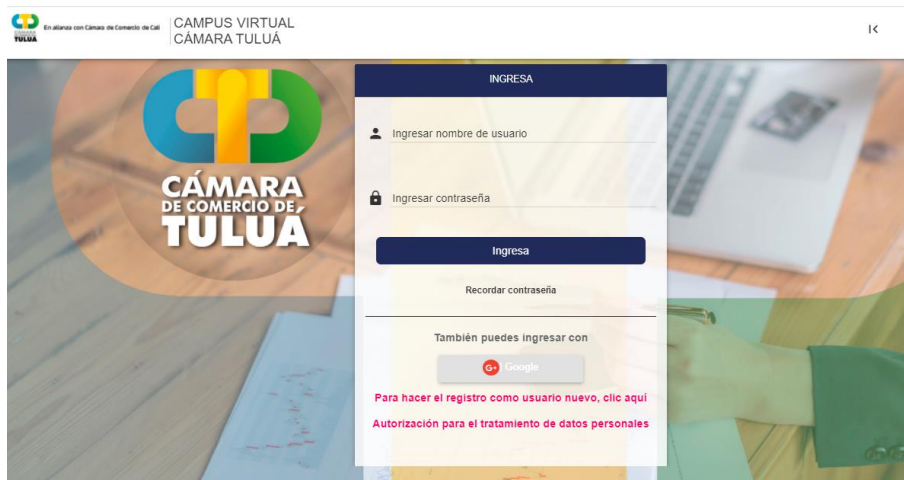 CÁMARA
TULUÁ
En alianza con Cámara de Comercio de Cali
CAMPUS VIRTUAL
CÁMARA TULUÁ
CÁMARA
DE COMERCIO DE
TULUÁ
INGRESA
Ingresar nombre de usuario
Ingresar contraseña
Ingresa
Recordar contraseña
También puedes ingresar con
G+ Google
Para hacer el registro como usuario nuevo, clic aquí
Autorización para el tratamiento de datos personales